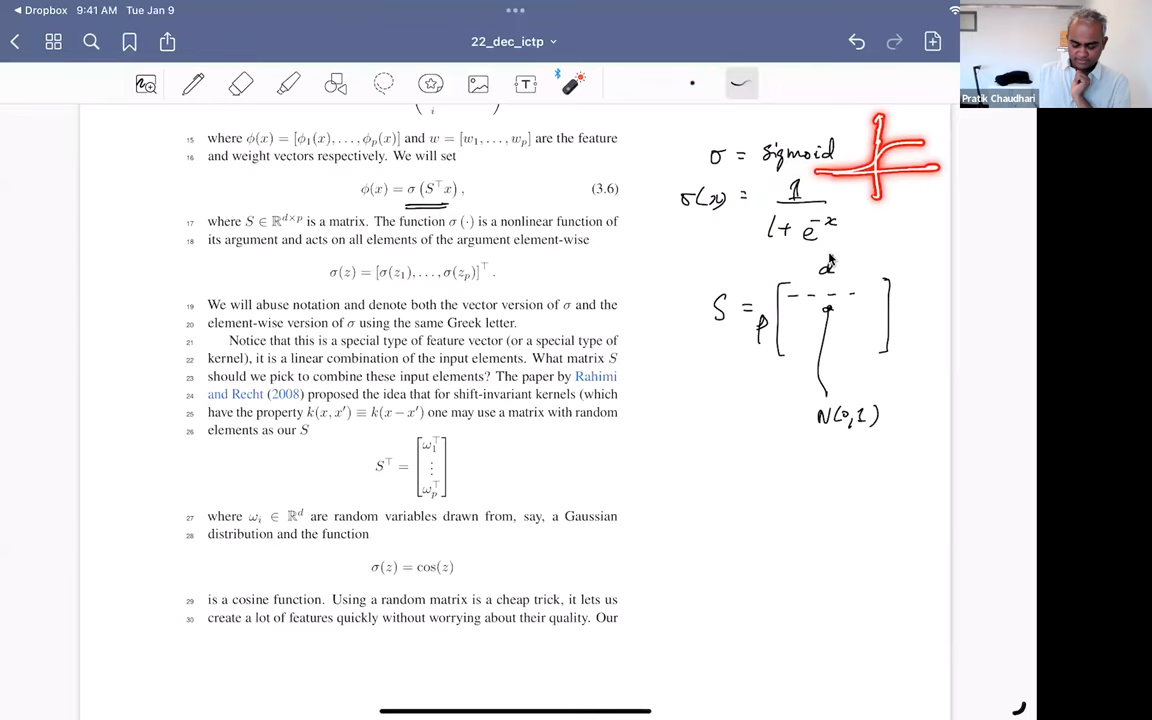 Dropbox 9:41 AM Tue Jan 9
22_dec_ictp
Pratik Chaudhari
i
15 where ϕ(x) = [ϕ₁(x), . . . , ϕₚ(x)] and w = [w₁, . . . , wₚ] are the feature
16 and weight vectors respectively. We will set
ϕ(x) = σ (S⊤x) , (3.6)
17 where S ∈ ℝ^{d×p} is a matrix. The function σ (·) is a nonlinear function of
18 its argument and acts on all elements of the argument element-wise
σ(z) = [σ(z₁), . . . , σ(zₚ)]⊤ .
19 We will abuse notation and denote both the vector version of σ and the
20 element-wise version of σ using the same Greek letter.
21 Notice that this is a special type of feature vector (or a special type of
22 kernel), it is a linear combination of the input elements. What matrix S
23 should we pick to combine these input elements? The paper by Rahimi
24 and Recht (2008) proposed the idea that for shift-invariant kernels (which
25 have the property k(x, x′) ≡ k(x − x′) one may use a matrix with random
26 elements as our S
S⊤ = [ω₁⊤ ⋮ ωₚ⊤]
27 where ωᵢ ∈ ℝᵈ are random variables drawn from, say, a Gaussian
28 distribution and the function
σ(z) = cos(z)
29 is a cosine function. Using a random matrix is a cheap trick, it lets us
30 create a lot of features quickly without worrying about their quality. Our
σ = sigmoid
σ(x) = 1
1 + e^{-x}
d
S = p [ - - - - ]
N(0,1)